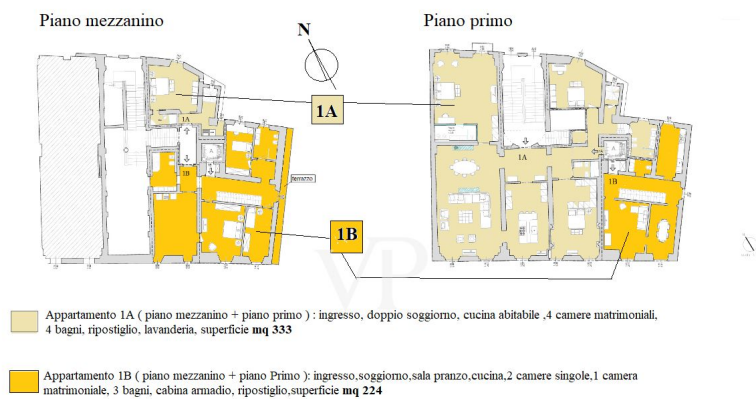 Piano mezzanino
Piano primo
N
1A
1A
1A
1B
1B
A
A
terrazzo
1B
VP
Appartamento 1A ( piano mezzanino + piano primo ) : ingresso, doppio soggiorno, cucina abitabile ,4 camere matrimoniali,
4 bagni, ripostiglio, lavanderia, superficie mq 333
Appartamento 1B ( piano mezzanino + piano Primo ): ingresso,soggiorno,sala pranzo,cucina,2 camere singole,1 camera
matrimoniale, 3 bagni, cabina armadio, ripostiglio,superficie mq 224